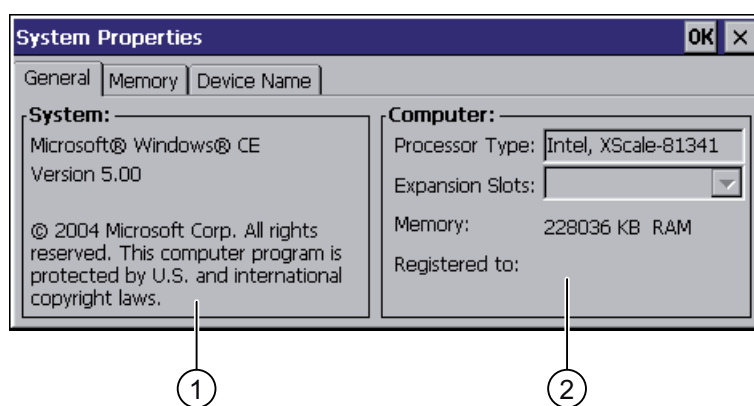 System Properties OK ×
General Memory Device Name
System:
Microsoft® Windows® CE
Version 5.00
© 2004 Microsoft Corp. All rights
reserved. This computer program is
protected by U.S. and international
copyright laws.
Computer:
Processor Type: Intel, XScale-81341
Expansion Slots:
Memory: 228036 KB RAM
Registered to:
1
2